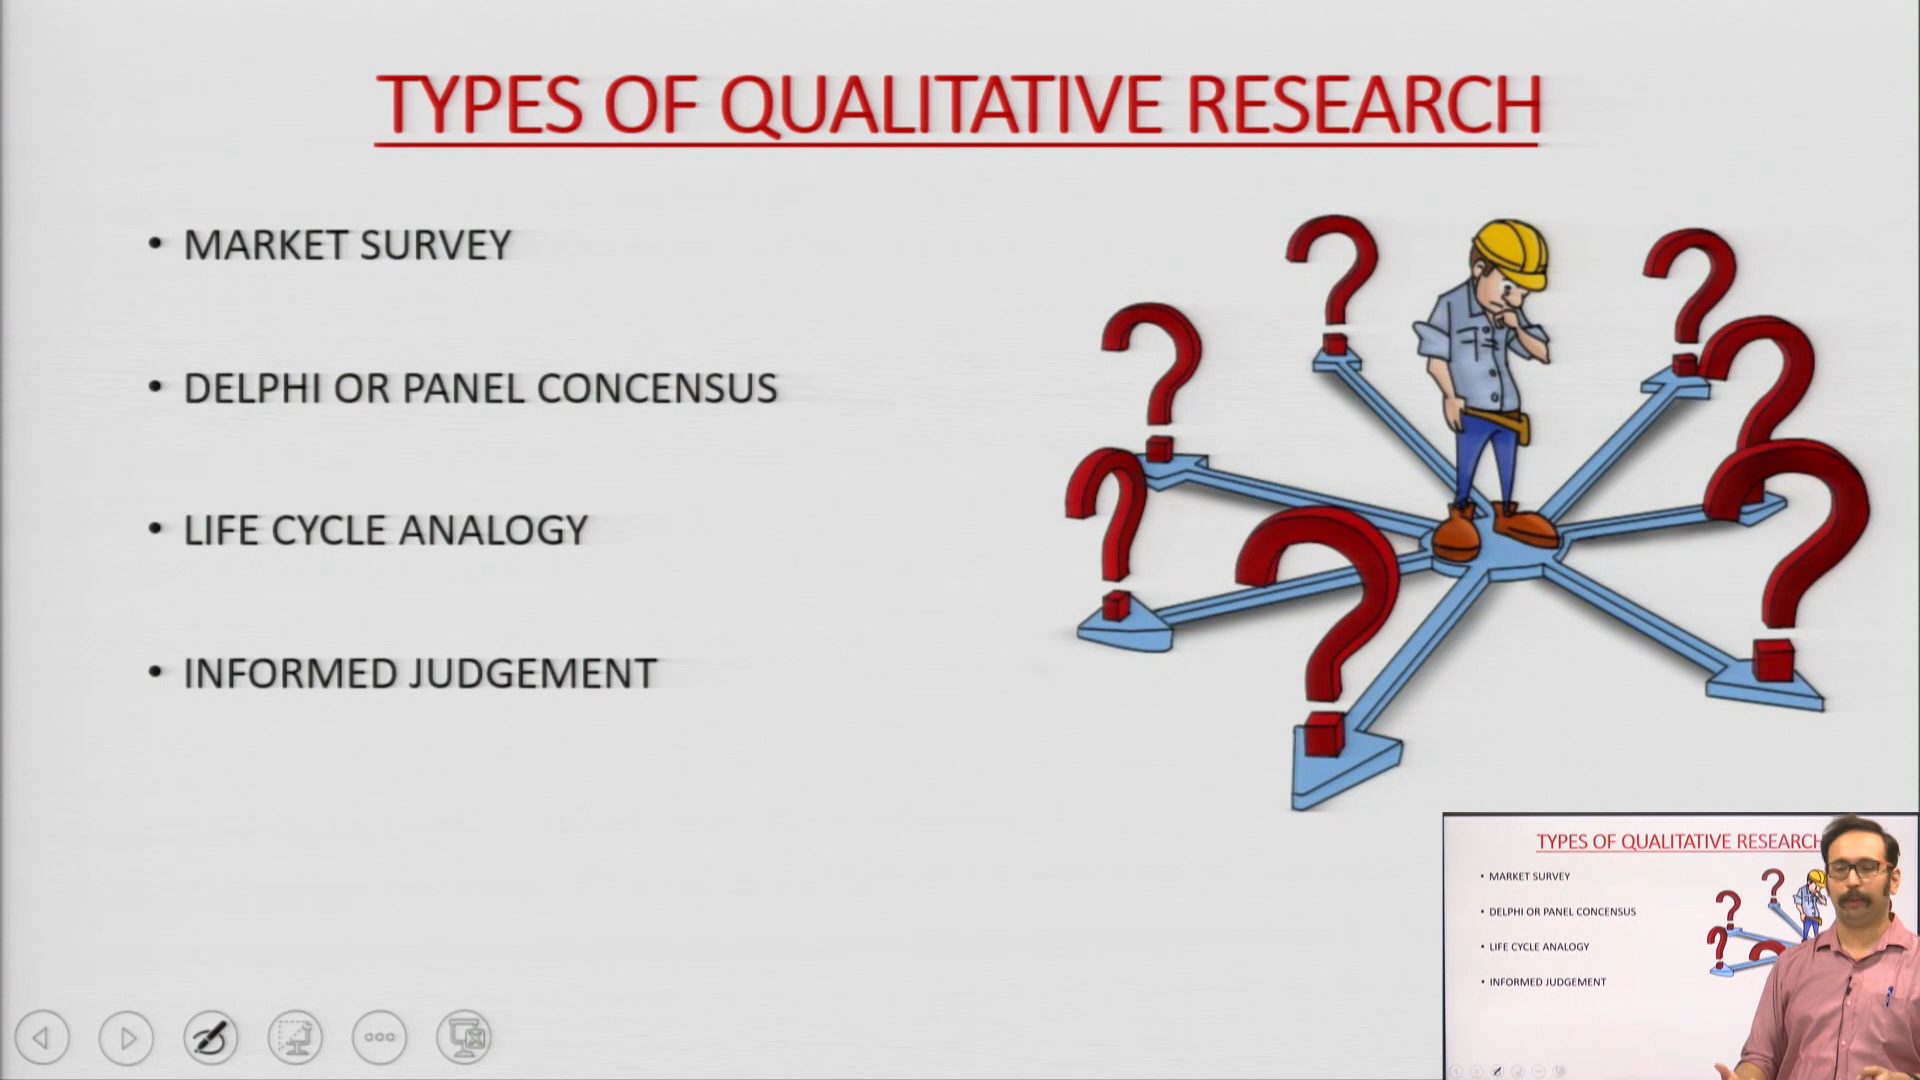 TYPES OF QUALITATIVE RESEARCH
• MARKET SURVEY
• DELPHI OR PANEL CONCENSUS
• LIFE CYCLE ANALOGY
• INFORMED JUDGEMENT
TYPES OF QUALITATIVE RESEARCH
• MARKET SURVEY
• DELPHI OR PANEL CONCENSUS
• LIFE CYCLE ANALOGY
• INFORMED JUDGEMENT